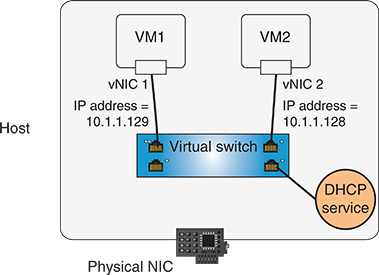 VM1
VM2
vNIC 1
vNIC 2
IP address =
10.1.1.129
IP address =
10.1.1.128
Host
Virtual switch
DHCP
service
Physical NIC